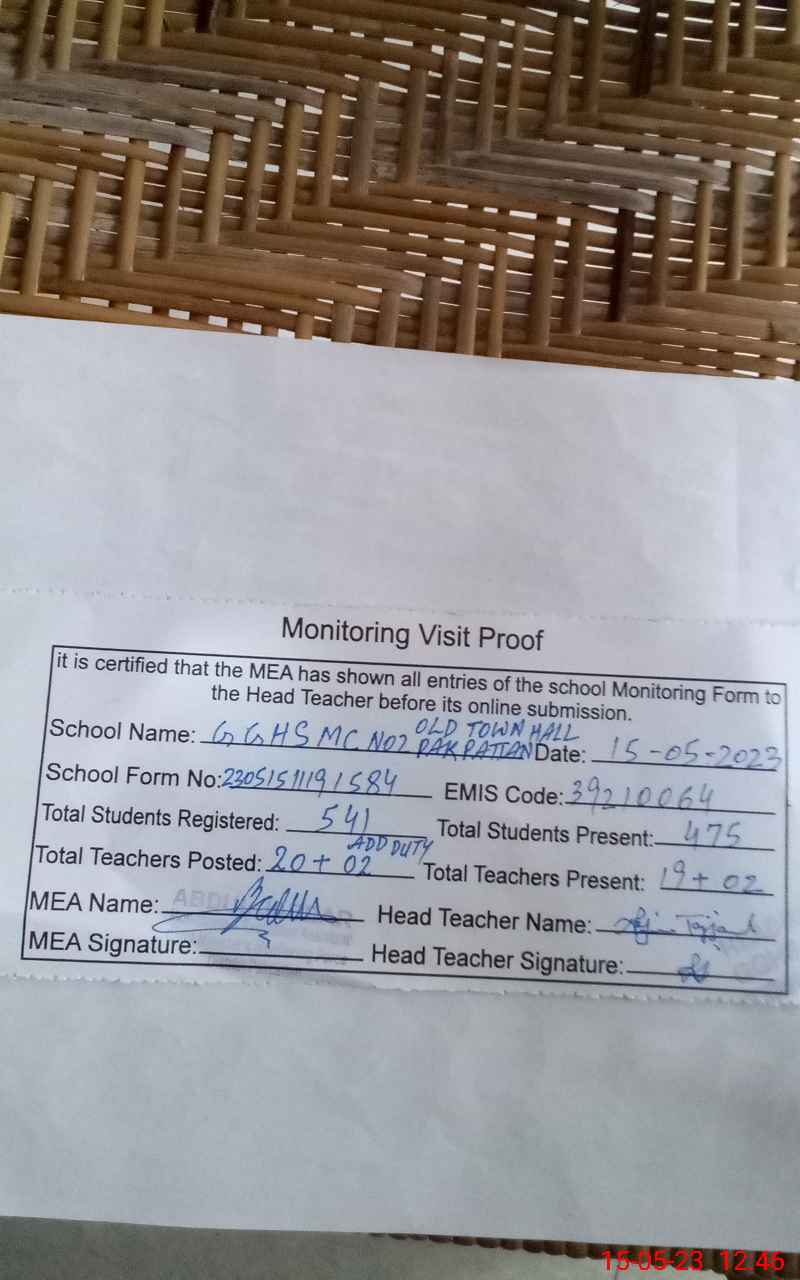 Monitoring Visit Proof
it is certified that the MEA has shown all entries of the school Monitoring Form to
the Head Teacher before its online submission.
School Name: GGHS MC NO2 OLD TOWN HALL PAKPATTAN Date: 15-05-2023
School Form No: 23051511191584 EMIS Code: 39210064
Total Students Registered: 541 Total Students Present: 475
Total Teachers Posted: 20 + 02 ADD DUTY Total Teachers Present: 19 + 02
MEA Name: Head Teacher Name:
MEA Signature: Head Teacher Signature:
15-05-23 12:46